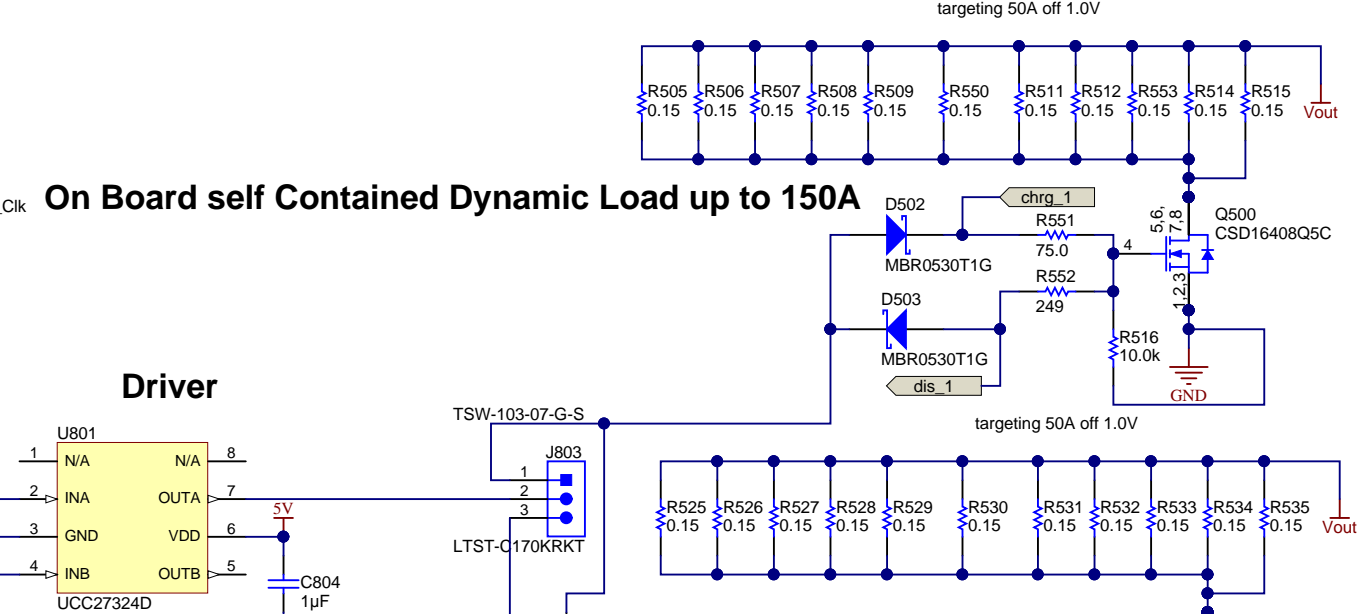 targeting 50A off 1.0V
R505 R506 R507 R508 R509 R550 R511 R512 R553 R514 R515
0.15 0.15 0.15 0.15 0.15 0.15 0.15 0.15 0.15 0.15 0.15
Vout
_Clk
On Board self Contained Dynamic Load up to 150A
D502
MBR0530T1G
chrg_1
R551
75.0
4
5,6,
7,8
1,2,3
Q500
CSD16408Q5C
R552
249
D503
MBR0530T1G
dis_1
R516
10.0k
GND
Driver
U801
1 N/A N/A 8
2 INA OUTA 7
3 GND VDD 6
4 INB OUTB 5
UCC27324D
5V
C804
1µF
TSW-103-07-G-S
J803
1
2
3
LTST-C170KRKT
targeting 50A off 1.0V
R525 R526 R527 R528 R529 R530 R531 R532 R533 R534 R535
0.15 0.15 0.15 0.15 0.15 0.15 0.15 0.15 0.15 0.15 0.15
Vout